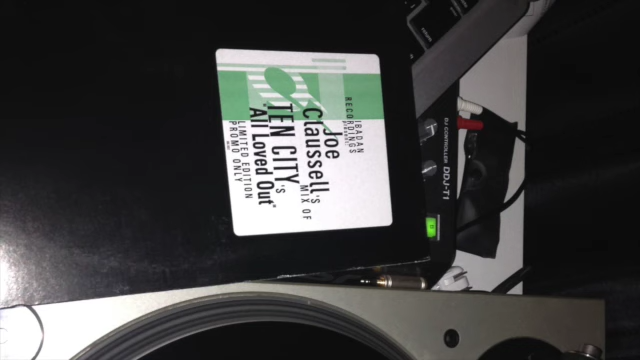 IBADAN
RECORDINGS
PRESENTS
Joe
Claussell's
MIX OF
TEN CITY's
"All Loved Out"
LIMITED EDITION
PROMO ONLY
DJ CONTROLLER DDJ-T1